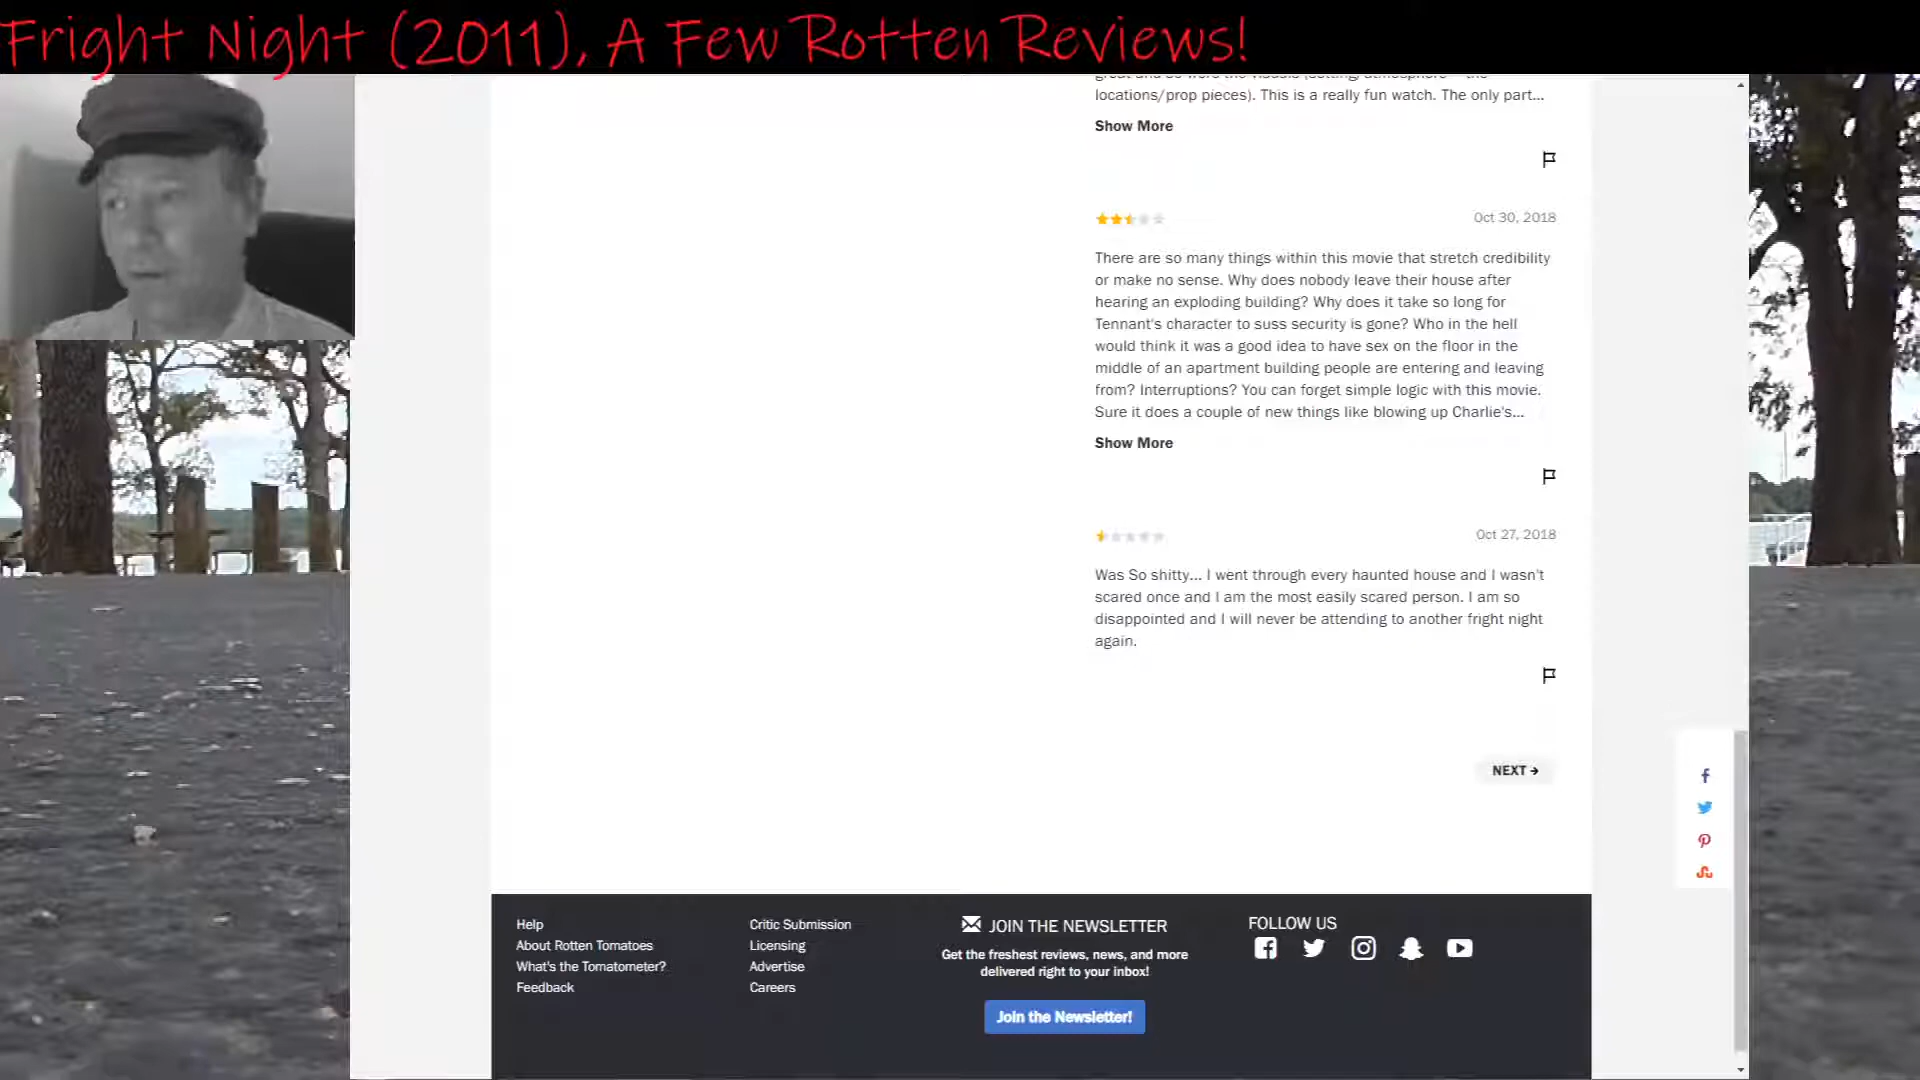 Fright Night (2011), A Few Rotten Reviews!
locations/prop pieces). This is a really fun watch. The only part...
Show More
Oct 30, 2018
There are so many things within this movie that stretch credibility
or make no sense. Why does nobody leave their house after
hearing an exploding building? Why does it take so long for
Tennant's character to suss security is gone? Who in the hell
would think it was a good idea to have sex on the floor in the
middle of an apartment building people are entering and leaving
from? Interruptions? You can forget simple logic with this movie.
Sure it does a couple of new things like blowing up Charlie's...
Show More
Oct 27, 2018
Was So shitty... I went through every haunted house and I wasn't
scared once and I am the most easily scared person. I am so
disappointed and I will never be attending to another fright night
again.
NEXT
Help
About Rotten Tomatoes
What's the Tomatometer?
Feedback
Critic Submission
Licensing
Advertise
Careers
JOIN THE NEWSLETTER
Get the freshest reviews, news, and more
delivered right to your inbox!
Join the Newsletter!
FOLLOW US